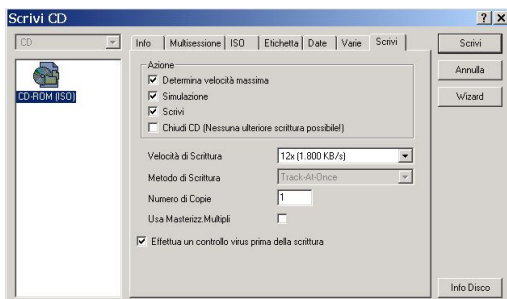 Scrivi CD
CD
Info Multisessione ISO Etichetta Date Varie Scrivi
Scrivi
Annulla
Wizard
CD-ROM (ISO)
Azione
Determina velocità massima
Simulazione
Scrivi
Chiudi CD (Nessuna ulteriore scrittura possibile!)
Velocità di Scrittura 12x (1.800 KB/s)
Metodo di Scrittura Track-At-Once
Numero di Copie 1
Usa Masterizz.Multipli
Effettua un controllo virus prima della scrittura
Info Disco